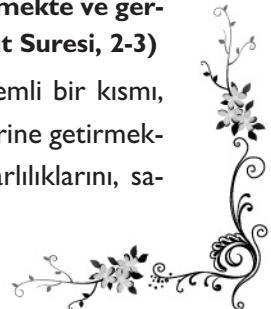 mekte ve ger-
t Suresi, 2-3)
emli bir kısmı,
rine getirmek-
arlılıklarını, sa-